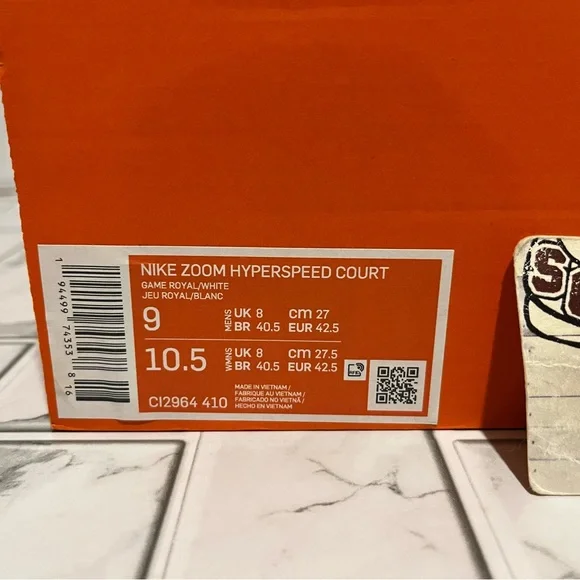 NIKE ZOOM HYPERSPEED COURT
GAME ROYAL/WHITE
JEU ROYAL/BLANC
9 MENS UK 8 cm 27
BR 40.5 EUR 42.5
10.5 WMNS UK 8 cm 27.5
BR 40.5 EUR 42.5
CI2964 410
MADE IN VIETNAM /
FABRIQUE AU VIETNAM /
FABRICADO NO VIETNÃ /
HECHO EN VIETNAM
1 94499 74353 8 16
S